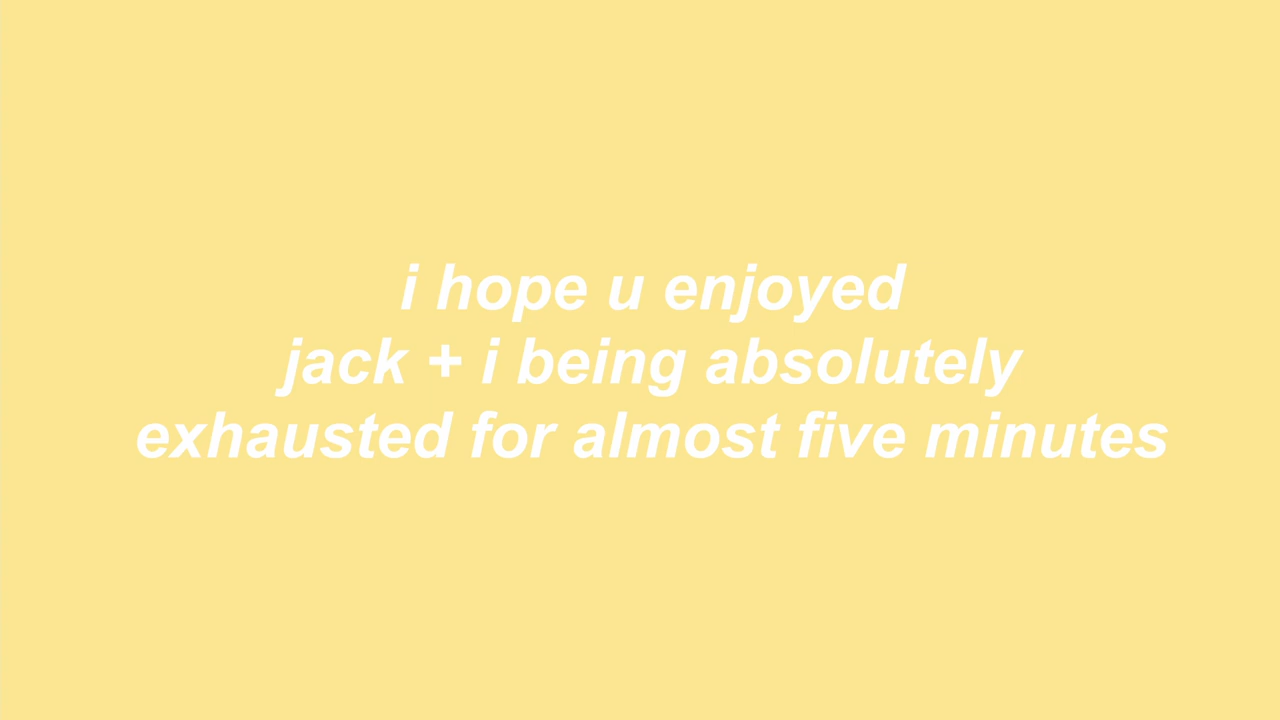 i hope u enjoyed
jack + i being absolutely
exhausted for almost five minutes